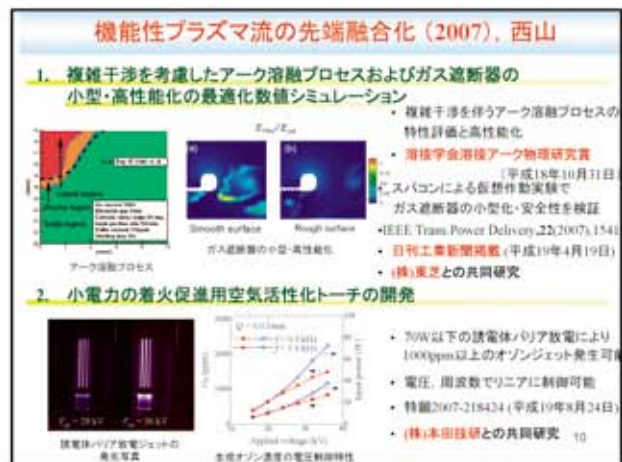 機能性プラズマ流の先端融合化（2007），西山
1. 複雑干渉を考慮したアーク溶融プロセスおよびガス遮断器の
小型・高性能化の最適化数値シミュレーション
アーク溶融プロセス
(a)
(b)
Smooth surface
Rough surface
ガス遮断器の小型・高性能化
• 複雑干渉を伴うアーク溶融プロセスの
特性評価と高性能化
• 溶接学会溶接アーク物理研究賞
（平成18年10月31日）
スパコンによる仮想作動実験で
ガス遮断器の小型化・安全性を検証
•IEEE Trans. Power Delivery,22(2007),1541
• 日刊工業新聞掲載（平成19年4月19日）
• （株）東芝との共同研究
2. 小電力の着火促進用空気活性化トーチの開発
誘電体バリア放電ジェットの
発光写真
Applied voltage (kV)
生成オゾン濃度の電圧制御特性
• 70W以下の誘電体バリア放電により
1000ppm以上のオゾンジェット発生可能
• 電圧，周波数でリニアに制御可能
• 特願2007-218424（平成19年8月24日）
• （株）本田技研との共同研究
10